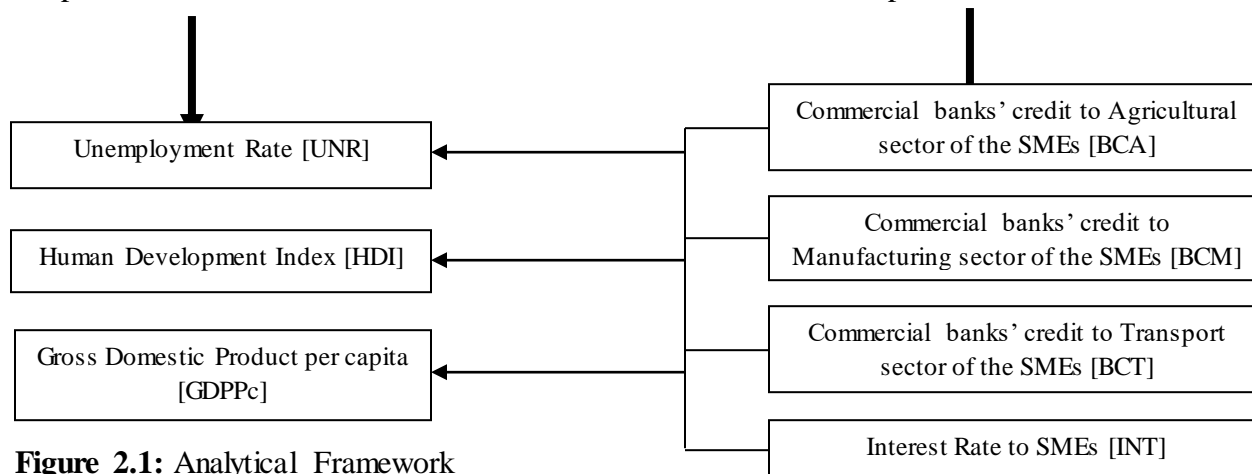 Unemployment Rate [UNR]
Human Development Index [HDI]
Gross Domestic Product per capita
[GDPPc]
Commercial banks' credit to Agricultural
sector of the SMEs [BCA]
Commercial banks' credit to
Manufacturing sector of the SMEs [BCM]
Commercial banks' credit to Transport
sector of the SMEs [BCT]
Interest Rate to SMEs [INT]
Figure 2.1: Analytical Framework